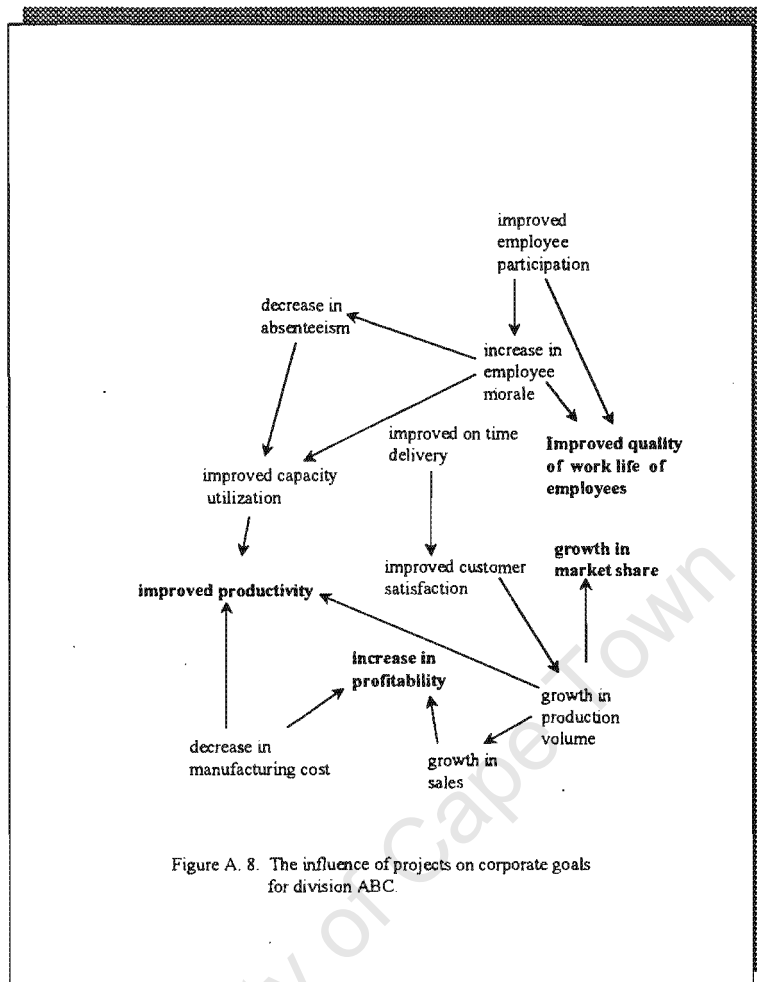 improved
employee
participation
decrease in
absenteeism
increase in
employee
morale
improved on time
delivery
Improved quality
of work life of
employees
improved capacity
utilization
growth in
market share
improved customer
satisfaction
improved productivity
increase in
profitability
growth in
production
volume
decrease in
manufacturing cost
growth in
sales
Figure A. 8. The influence of projects on corporate goals
for division ABC.
y of Cape Town